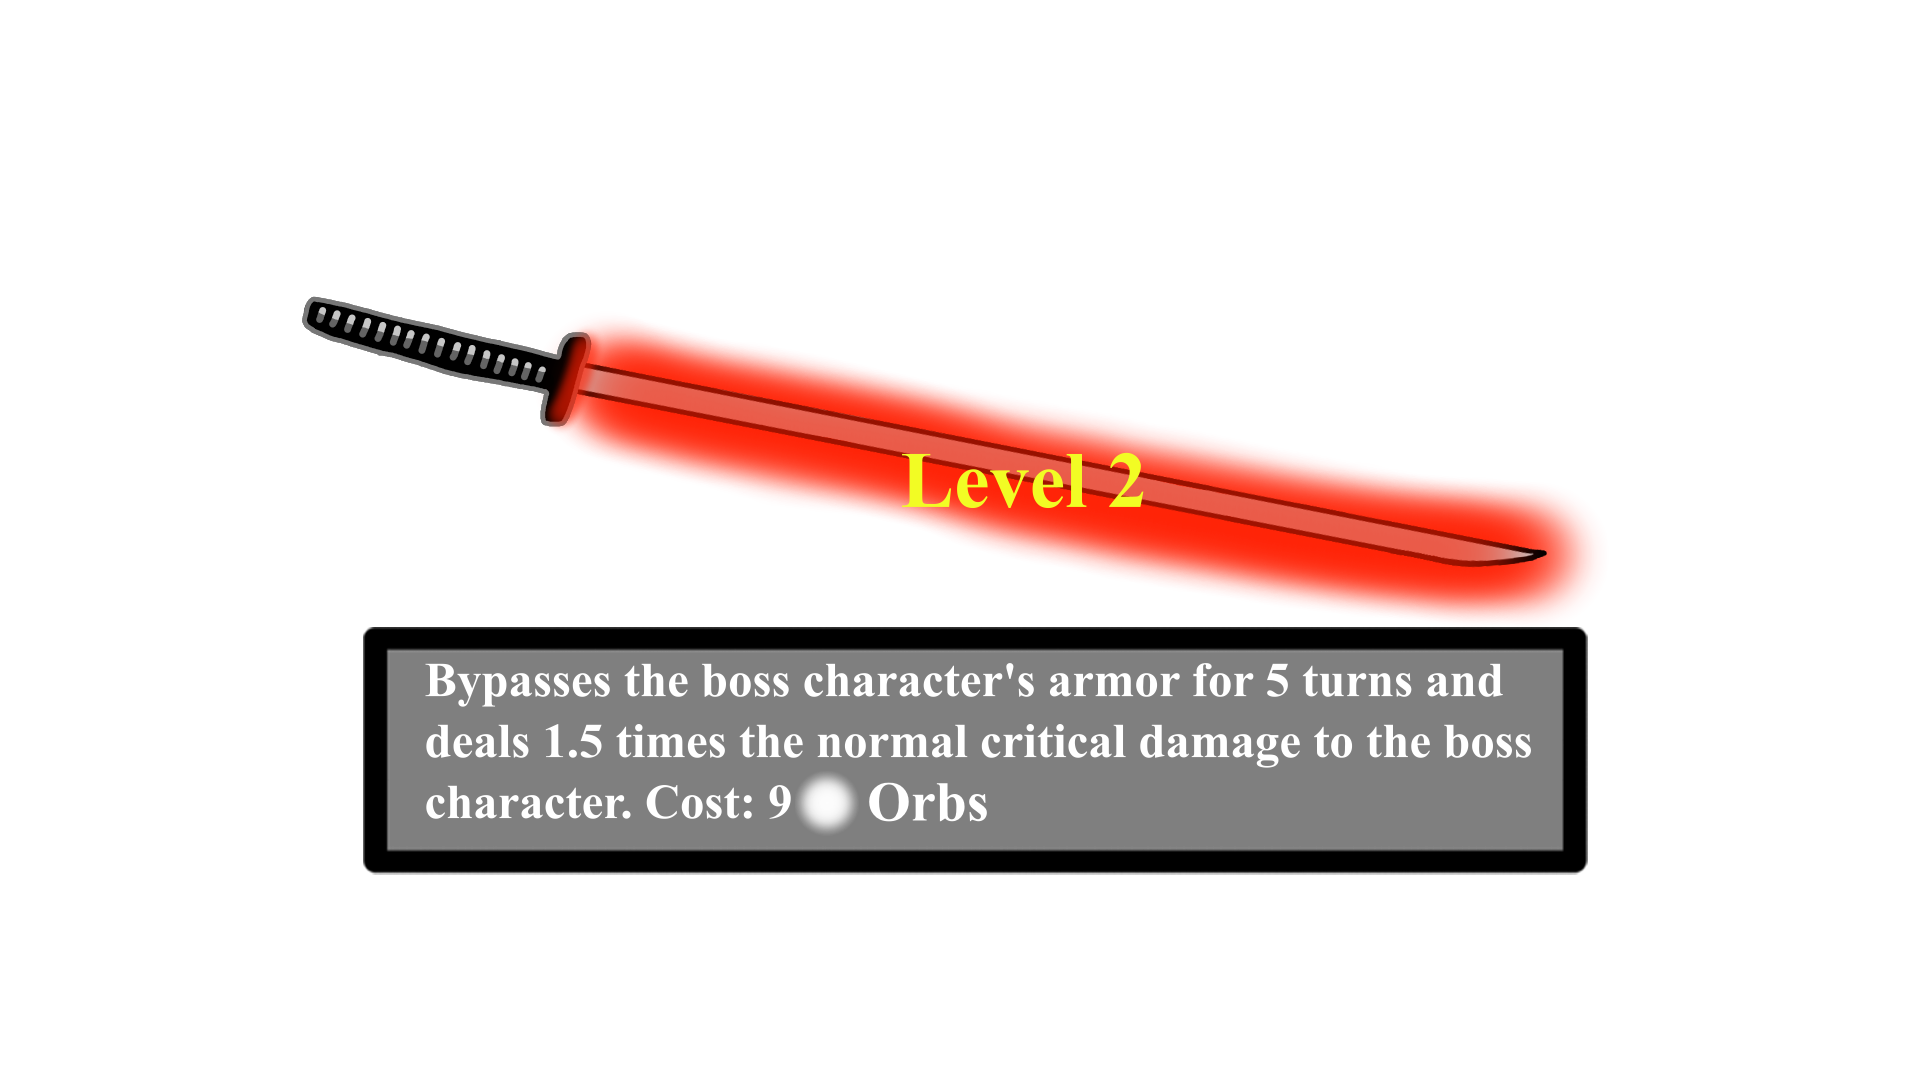 Level 2
Bypasses the boss character's armor for 5 turns and
deals 1.5 times the normal critical damage to the boss
character. Cost: 9 Orbs